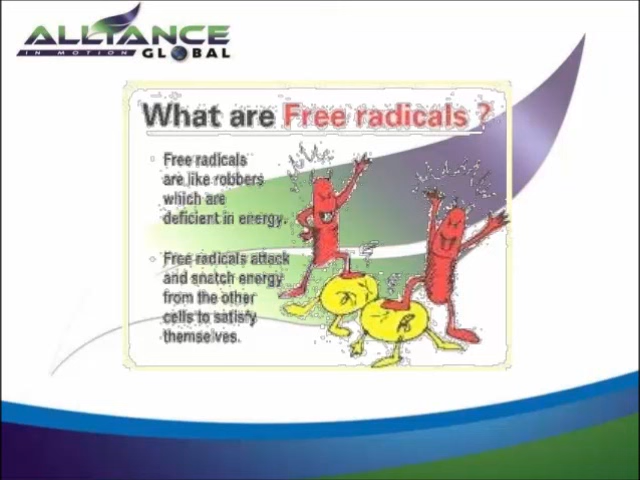 ALLIANCE
IN MOTION
GLOBAL
What are Free radicals ?
Free radicals
are like robbers
which are
deficient in energy.
Free radicals attack
and snatch energy
from the other
cells to satisfy
themselves.